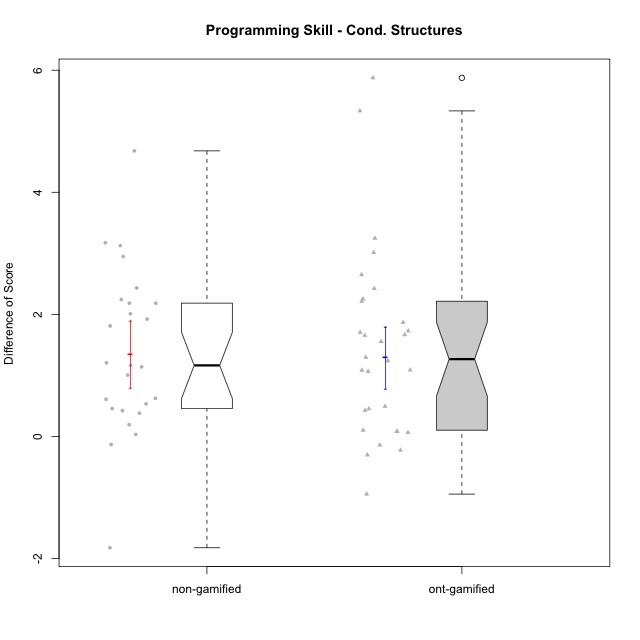 Programming Skill - Cond. Structures
Difference of Score
6
4
2
0
-2
non-gamified
ont-gamified